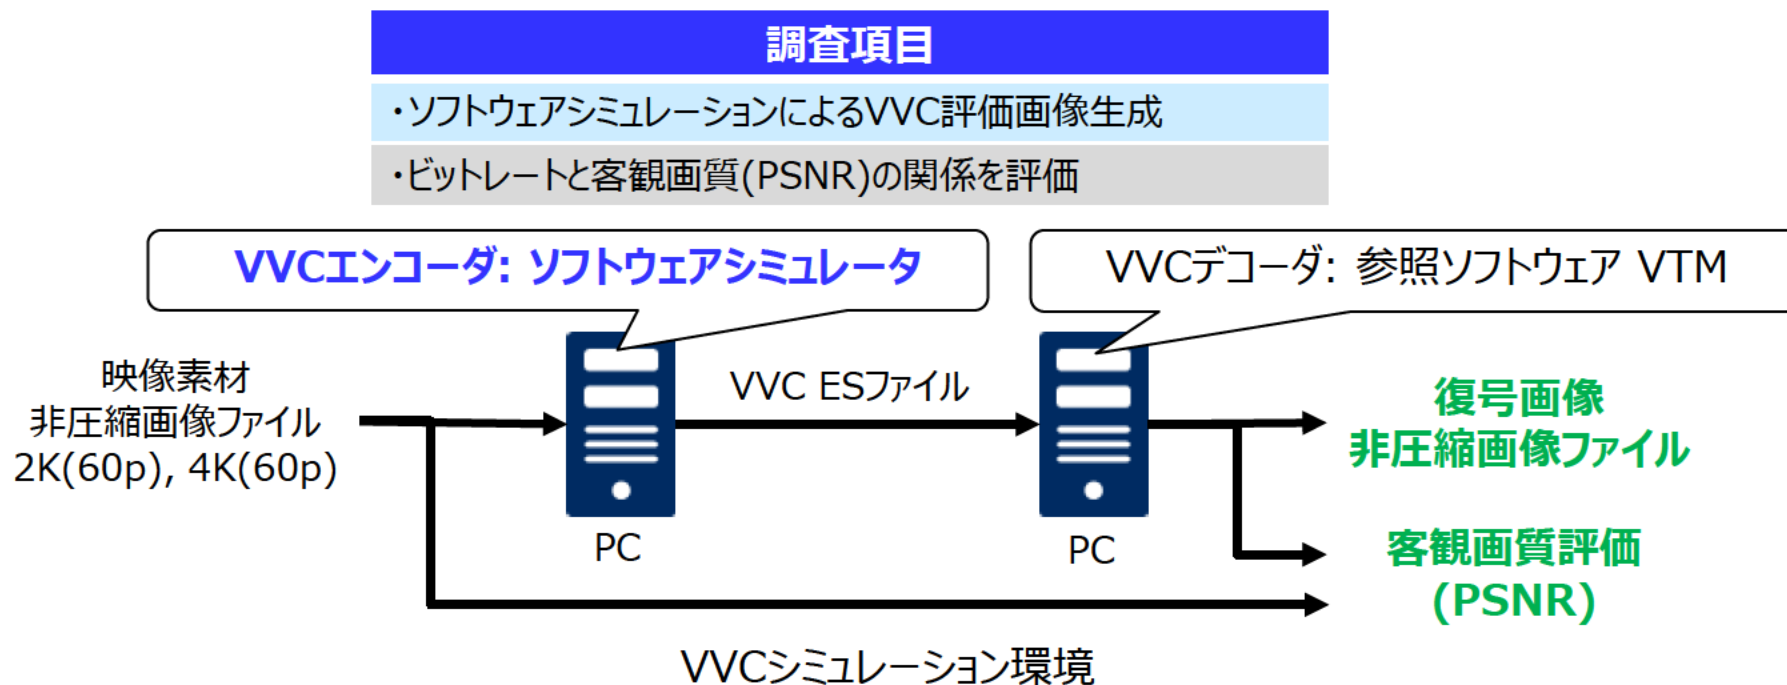 調査項目
・ソフトウェアシミュレーションによるVVC評価画像生成
・ビットレートと客観画質(PSNR)の関係を評価
VVCエンコーダ: ソフトウェアシミュレータ
VVCデコーダ: 参照ソフトウェア VTM
映像素材
非圧縮画像ファイル
2K(60p), 4K(60p)
VVC ESファイル
復号画像
非圧縮画像ファイル
PC
PC
客観画質評価
(PSNR)
VVCシミュレーション環境